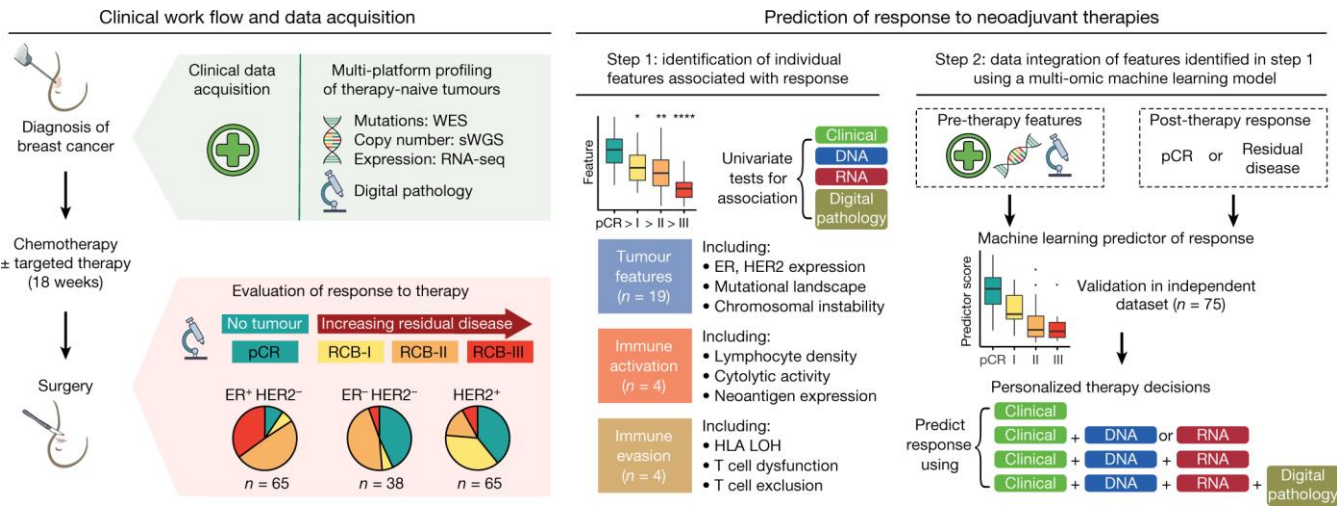 Clinical work flow and data acquisition
Diagnosis of
breast cancer
Chemotherapy
± targeted therapy
(18 weeks)
Surgery
Clinical data
acquisition
Multi-platform profiling
of therapy-naive tumours
Mutations: WES
Copy number: sWGS
Expression: RNA-seq
Digital pathology
Evaluation of response to therapy
No tumour
Increasing residual disease
pCR
RCB-I
RCB-II
RCB-III
ER+ HER2−
ER− HER2−
HER2+
n = 65
n = 38
n = 65
Prediction of response to neoadjuvant therapies
Step 1: identification of individual
features associated with response
Feature
* ** ****
pCR > I > II > III
Univariate
tests for
association
Clinical
DNA
RNA
Digital
pathology
Tumour
features
(n = 19)
Including:
• ER, HER2 expression
• Mutational landscape
• Chromosomal instability
Immune
activation
(n = 4)
Including:
• Lymphocyte density
• Cytolytic activity
• Neoantigen expression
Immune
evasion
(n = 4)
Including:
• HLA LOH
• T cell dysfunction
• T cell exclusion
Step 2: data integration of features identified in step 1
using a multi-omic machine learning model
Pre-therapy features
Post-therapy response
pCR or Residual
disease
Machine learning predictor of response
Predictor score
pCR I II III
Validation in independent
dataset (n = 75)
Personalized therapy decisions
Predict
response
using
Clinical
Clinical + DNA or RNA
Clinical + DNA + RNA
Clinical + DNA + RNA + Digital
pathology